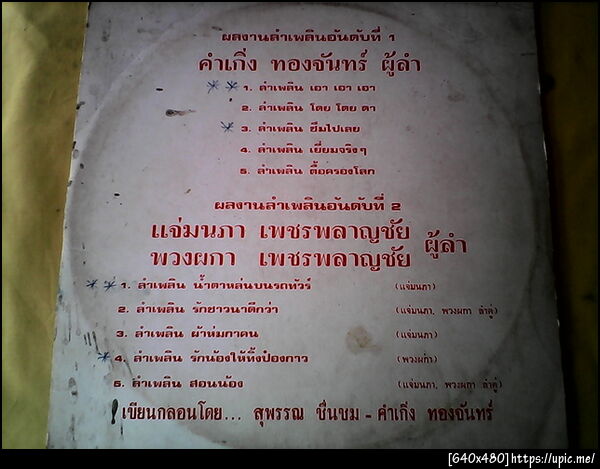 ผลงานลำเพลินอันดับที่ 1
คำเกิ่ง ทองจันทร์ ผู้ลำ
1. ลำเพลิน เอา เอา เอา
2. ลำเพลิน โดย โดย ดา
3. ลำเพลิน ซึมไปเลย
4. ลำเพลิน เยี่ยมจริงๆ
5. ลำเพลิน ตื้อครองโลก
ผลงานลำเพลินอันดับที่ 2
แจ่มนภา เพชรพลาญชัย
พวงผกา เพชรพลาญชัย ผู้ลำ
1. ลำเพลิน น้ำตาหล่นบนรถทัวร์ (แจ่มนภา)
2. ลำเพลิน รักยาวนาดีกว่า (แจ่มนภา, พวงผกา ลำคู่)
3. ลำเพลิน ผ้าห่มกาคน (แจ่มนภา)
4. ลำเพลิน รักน้องให้ทิ้งป๋องกาว (พวงผกา)
5. ลำเพลิน สอนน้อง (แจ่มนภา, พวงผกา ลำคู่)
เขียนกลอนโดย... สุพรรณ ชื่นชม - คำเกิ่ง ทองจันทร์
[640x480]https://upic.me/